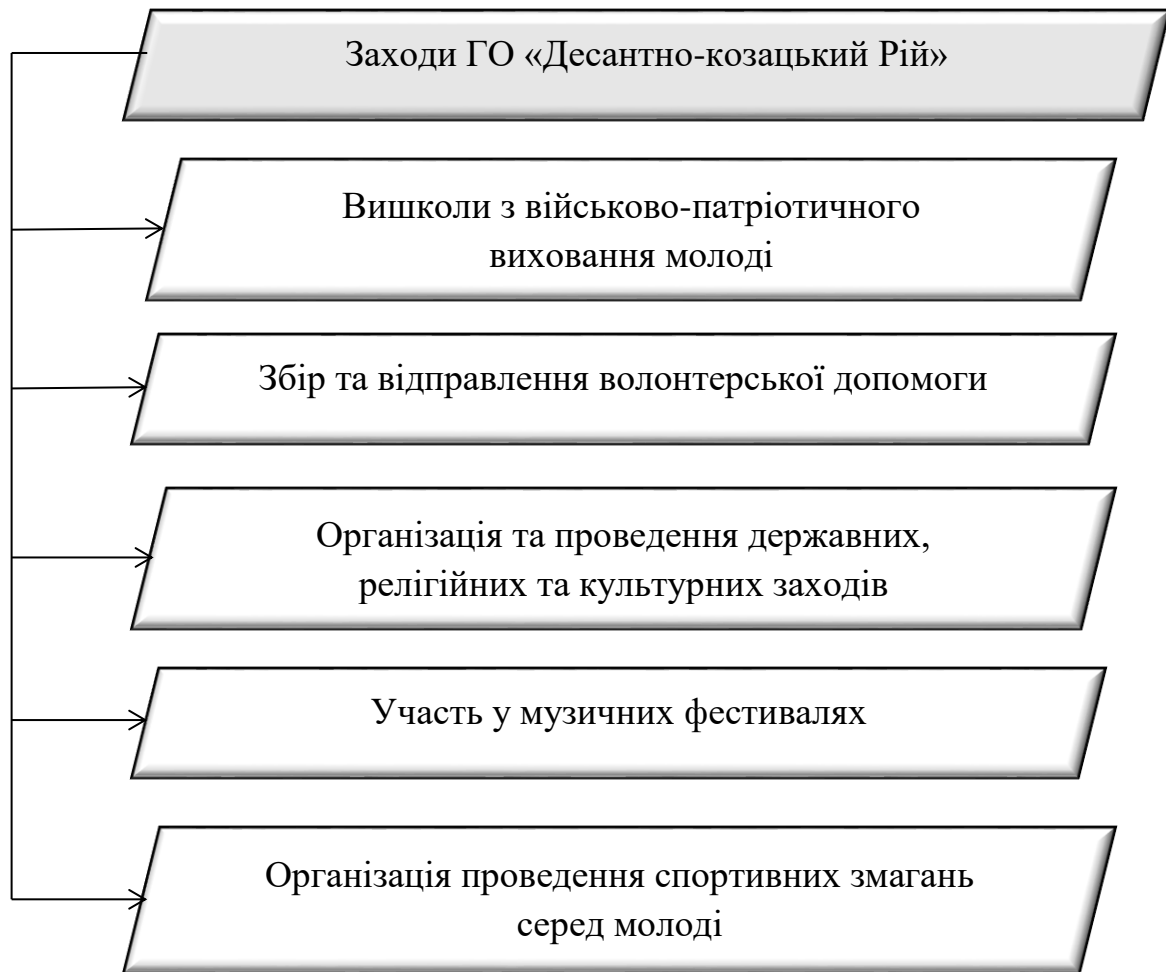 Заходи ГО «Десантно-козацький Рій»
Вишколи з військово-патріотичного
виховання молоді
Збір та відправлення волонтерської допомоги
Організація та проведення державних,
релігійних та культурних заходів
Участь у музичних фестивалях
Організація проведення спортивних змагань
серед молоді